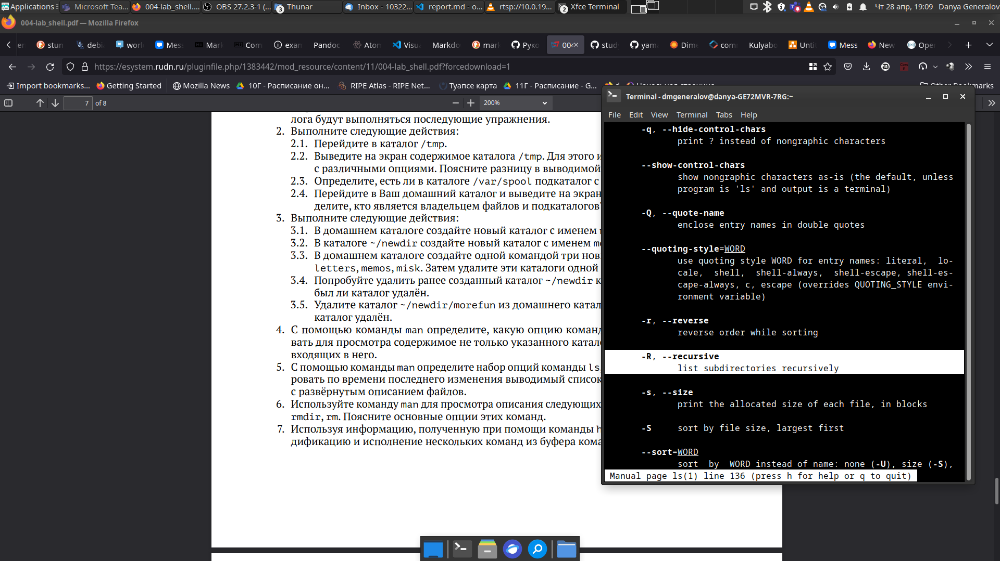 Applications
Microsoft Tea...
004-lab_shell....
OBS 27.2.3-1 (...
3
Thunar
Inbox - 10322...
report.md - o...
rtsp://10.0.19...
2
Xfce Terminal
Чт 28 апр, 19:09
Danya Generalov
004-lab_shell.pdf — Mozilla Firefox
stun
debi
worl
Mess
Mark
Com
exan
Pandoc
Atom
Visua
Markdo
mark
Руко
004
stud
yam
Dime
com
Kulyabo
Untit
Mess
New
Ope
https://esystem.rudn.ru/pluginfile.php/1383442/mod_resource/content/11/004-lab_shell.pdf?forcedownload=1
Import bookmarks...
Getting Started
Mozilla News
10Г - Расписание он...
RIPE Atlas - RIPE Net...
Туапсе карта
11Г - Расписание - G...
Other Bookmarks
7 of 8
200%
лога будут выполняться последующие упражнения.
2. Выполните следующие действия:
2.1. Перейдите в каталог /tmp.
2.2. Выведите на экран содержимое каталога /tmp. Для этого и
с различными опциями. Поясните разницу в выводимой
2.3. Определите, есть ли в каталоге /var/spool подкаталог с
2.4. Перейдите в Ваш домашний каталог и выведите на экран
делите, кто является владельцем файлов и подкаталогов
3. Выполните следующие действия:
3.1. В домашнем каталоге создайте новый каталог с именем
3.2. В каталоге ~/newdir создайте новый каталог с именем mo
3.3. В домашнем каталоге создайте одной командой три нов
letters, memos, misk. Затем удалите эти каталоги одной
3.4. Попробуйте удалить ранее созданный каталог ~/newdir к
был ли каталог удалён.
3.5. Удалите каталог ~/newdir/morefun из домашнего катал
каталог удалён.
4. С помощью команды man определите, какую опцию команд
вать для просмотра содержимое не только указанного катало
входящих в него.
5. С помощью команды man определите набор опций команды ls,
ровать по времени последнего изменения выводимый список
с развёрнутым описанием файлов.
6. Используйте команду man для просмотра описания следующих
rmdir, rm. Поясните основные опции этих команд.
7. Используя информацию, полученную при помощи команды h
дификацию и исполнение нескольких команд из буфера кома
Terminal - dmgeneralov@danya-GE72MVR-7RG:~
File Edit View Terminal Tabs Help
-q, --hide-control-chars
print ? instead of nongraphic characters
--show-control-chars
show nongraphic characters as-is (the default, unless
program is 'ls' and output is a terminal)
-Q, --quote-name
enclose entry names in double quotes
--quoting-style=WORD
use quoting style WORD for entry names: literal, lo-
cale, shell, shell-always, shell-escape, shell-es-
cape-always, c, escape (overrides QUOTING_STYLE envi-
ronment variable)
-r, --reverse
reverse order while sorting
-R, --recursive
list subdirectories recursively
-s, --size
print the allocated size of each file, in blocks
-S sort by file size, largest first
--sort=WORD
sort by WORD instead of name: none (-U), size (-S),
Manual page ls(1) line 136 (press h for help or q to quit)